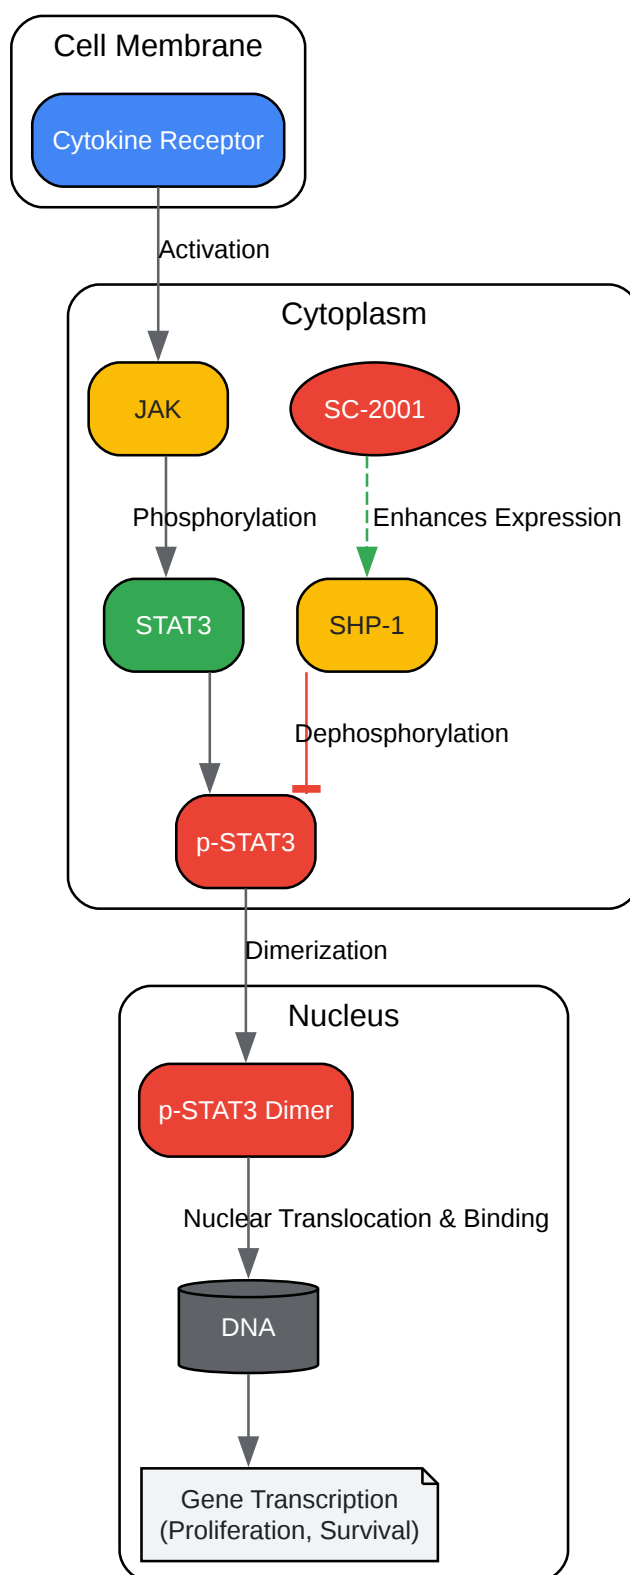 Cell Membrane
Cytokine Receptor
Activation
Cytoplasm
JAK
SC-2001
Phosphorylation
Enhances Expression
STAT3
SHP-1
Dephosphorylation
p-STAT3
Dimerization
Nucleus
p-STAT3 Dimer
Nuclear Translocation & Binding
DNA
Gene Transcription
(Proliferation, Survival)